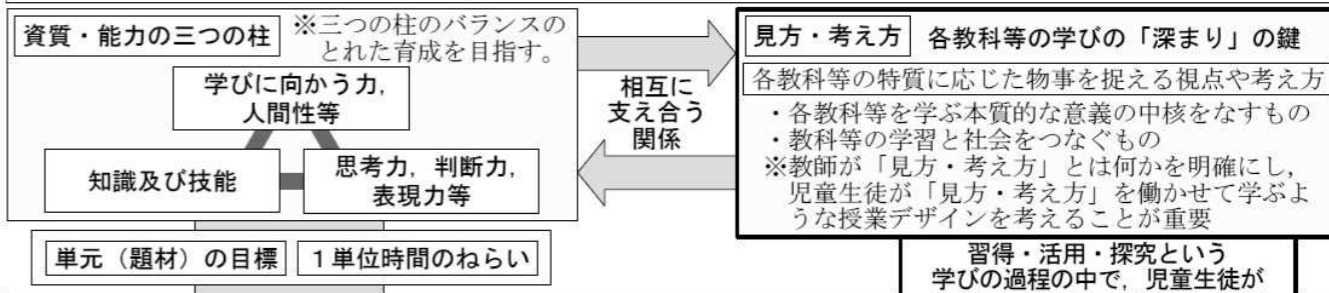 資質・能力の三つの柱
※三つの柱のバランスの
とれた育成を目指す。
学びに向かう力，
人間性等
知識及び技能
思考力，判断力，
表現力等
相互に
支え合う
関係
見方・考え方
各教科等の学びの「深まり」の鍵
各教科等の特質に応じた物事を捉える視点や考え方
・各教科等を学ぶ本質的な意義の中核をなすもの
・教科等の学習と社会をつなぐもの
※教師が「見方・考え方」とは何かを明確にし，
児童生徒が「見方・考え方」を働かせて学ぶよ
うな授業デザインを考えることが重要
単元（題材）の目標
１単位時間のねらい
習得・活用・探究という
学びの過程の中で，児童生徒が